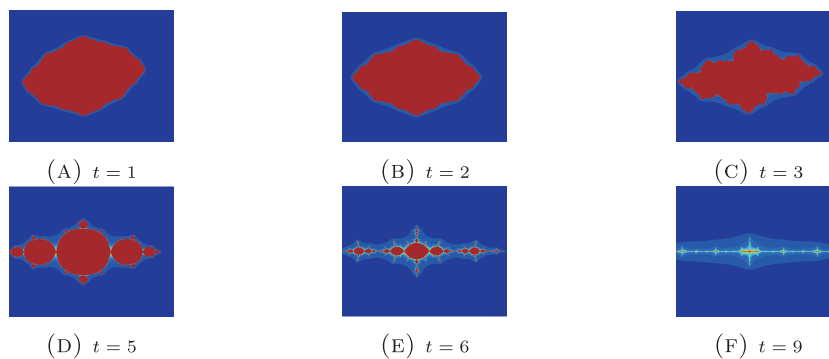 (A) t = 1
(B) t = 2
(C) t = 3
(D) t = 5
(E) t = 6
(F) t = 9